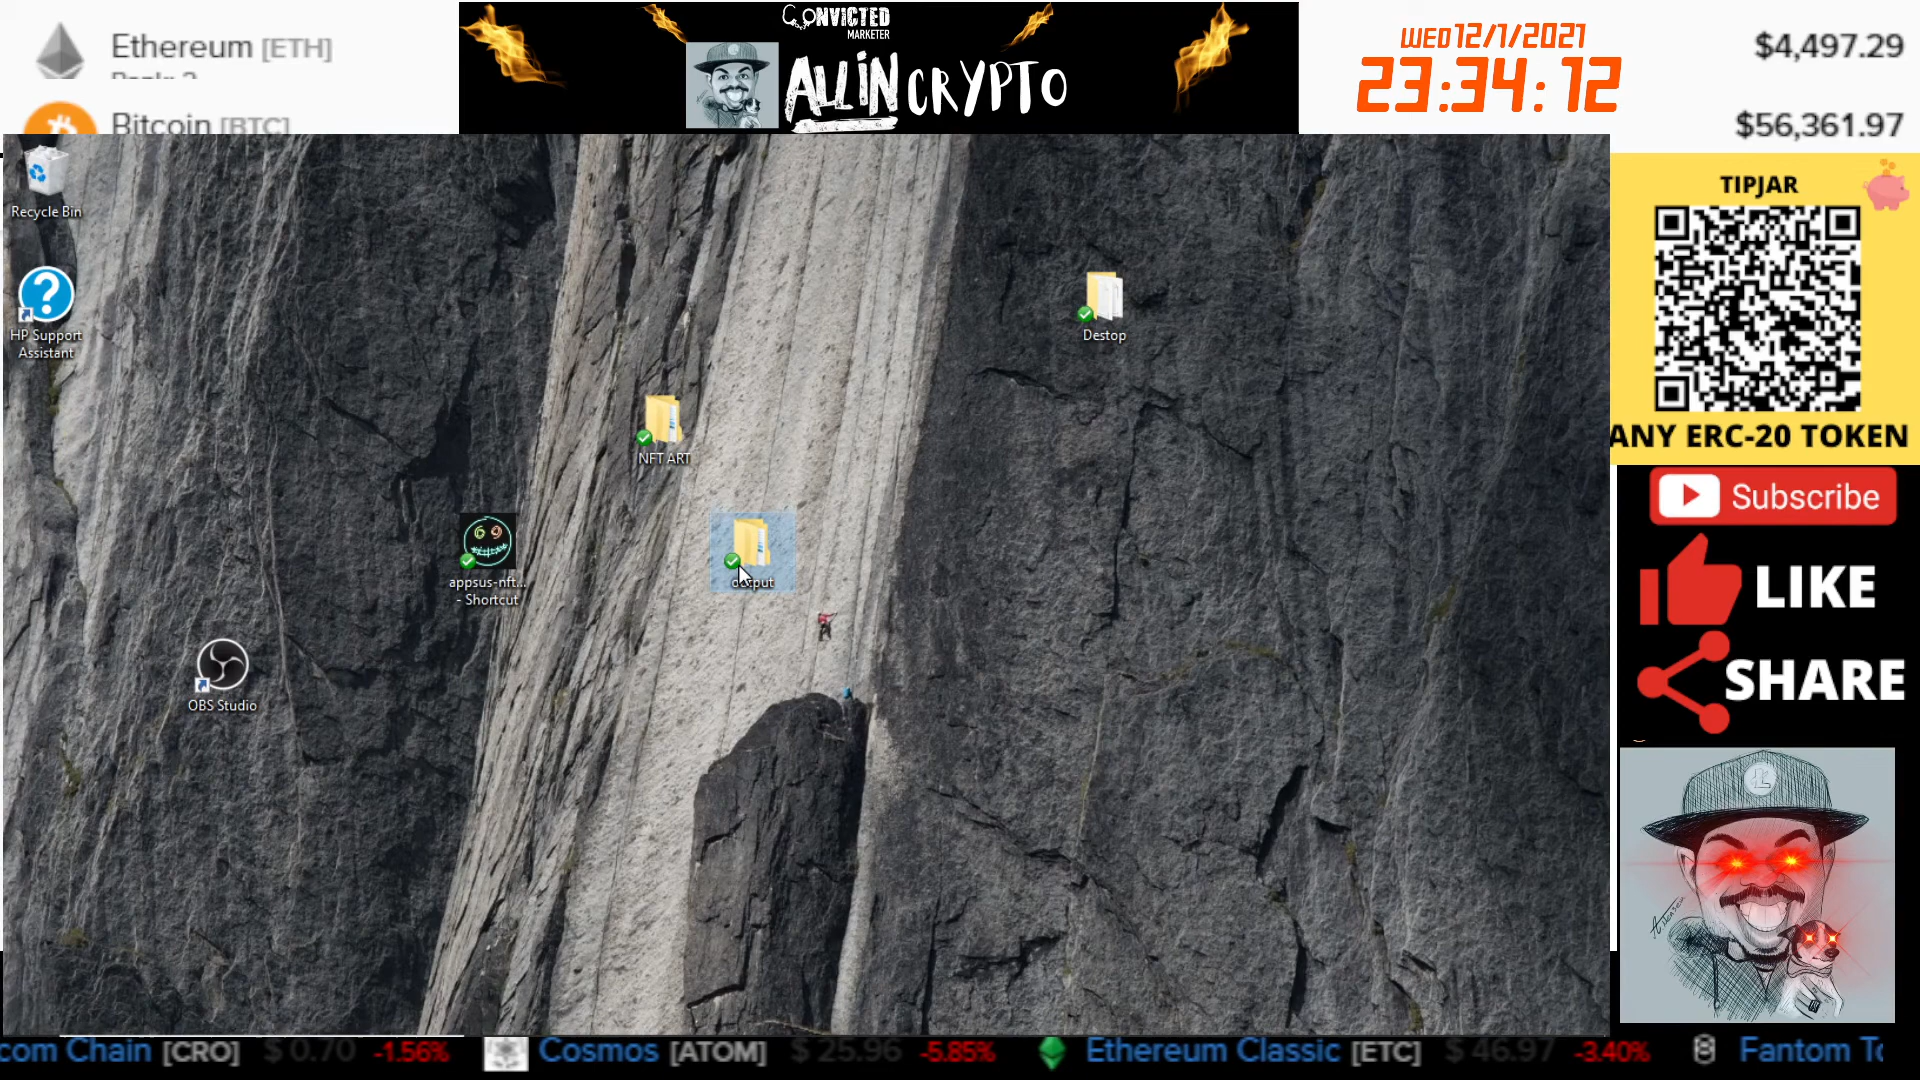 Ethereum [ETH]
Bitcoin [BTC]
CONVICTED
MARKETER
ALL iN CRYPTO
WED 12/1/2021
23:34:12
$4,497.29
$56,361.97
Recycle Bin
HP Support
Assistant
Destop
NFT ART
appsus-nft...
- Shortcut
output
OBS Studio
TIPJAR
ANY ERC-20 TOKEN
Subscribe
LIKE
SHARE
com Chain [CRO] $ 0.70 -1.56% Cosmos [ATOM] $ 25.96 -5.85% Ethereum Classic [ETC] $ 46.97 -3.40% Fantom